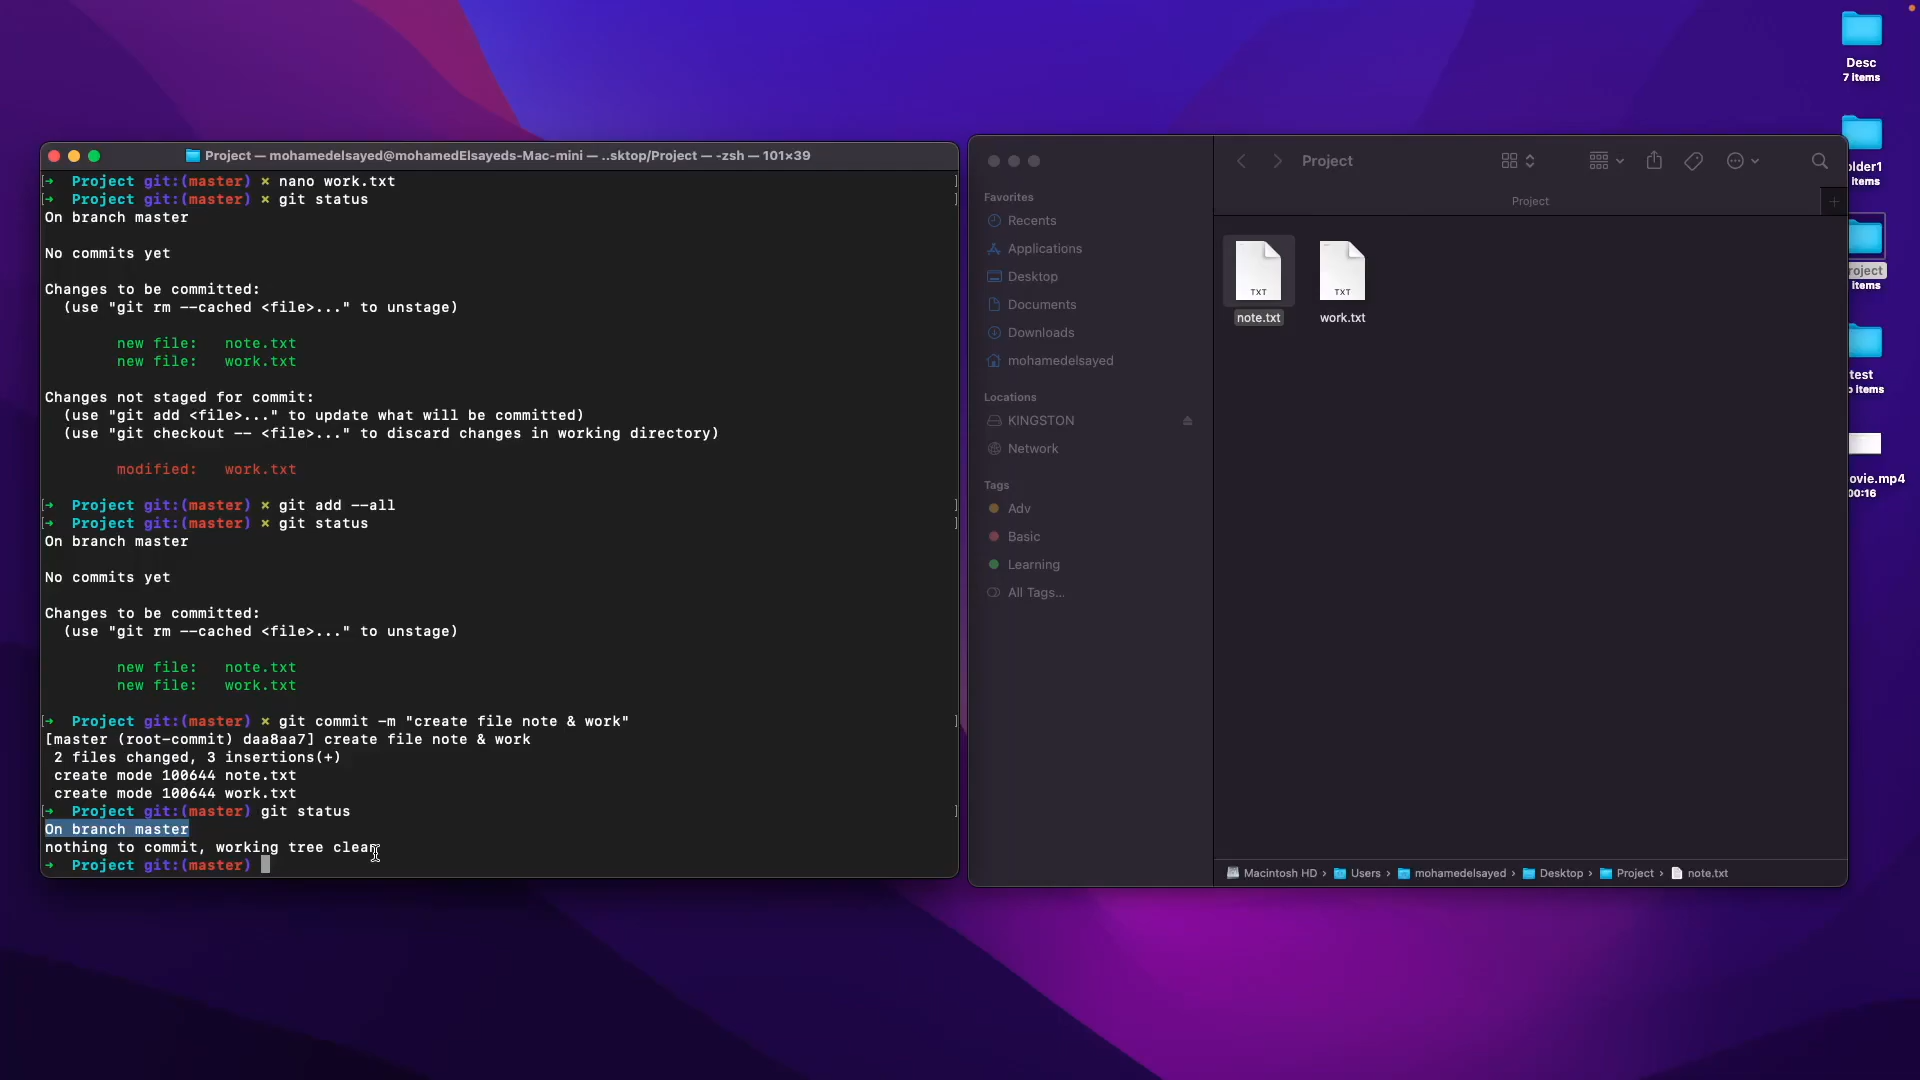 Project — mohamedelsayed@mohamedElsayeds-Mac-mini — ..sktop/Project — -zsh — 101×39
[→ Project git:(master) × nano work.txt ]
[→ Project git:(master) × git status ]
On branch master
No commits yet
Changes to be committed:
(use "git rm --cached <file>..." to unstage)
new file: note.txt
new file: work.txt
Changes not staged for commit:
(use "git add <file>..." to update what will be committed)
(use "git checkout -- <file>..." to discard changes in working directory)
modified: work.txt
[→ Project git:(master) × git add --all ]
[→ Project git:(master) × git status ]
On branch master
No commits yet
Changes to be committed:
(use "git rm --cached <file>..." to unstage)
new file: note.txt
new file: work.txt
[→ Project git:(master) × git commit -m "create file note & work" ]
[master (root-commit) daa8aa7] create file note & work
2 files changed, 3 insertions(+)
create mode 100644 note.txt
create mode 100644 work.txt
[→ Project git:(master) git status ]
On branch master
nothing to commit, working tree clean
→ Project git:(master)
Project
Project
Favorites
Recents
Applications
Desktop
Documents
Downloads
mohamedelsayed
Locations
KINGSTON
Network
Tags
Adv
Basic
Learning
All Tags...
TXT
note.txt
TXT
work.txt
Macintosh HD › Users › mohamedelsayed › Desktop › Project › note.txt
Desc
7 items
older1
items
roject
items
test
o items
ovie.mp4
00:16